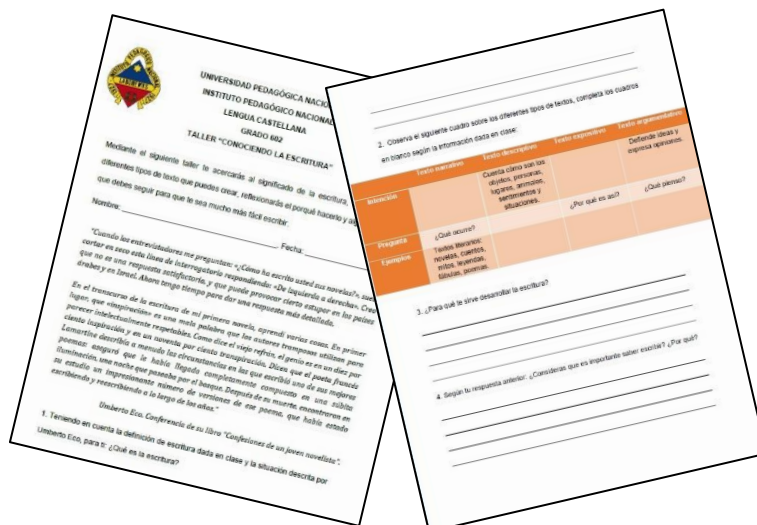 UNIVERSIDAD PEDAGÓGICA NACIO
INSTITUTO PEDAGÓGICO NACIONAL
LENGUA CASTELLANA
GRADO 602
TALLER "CONOCIENDO LA ESCRITURA"
Mediante el siguiente taller te acercarás al significado de la escritura,
diferentes tipos de texto que puedes crear, reflexionarás el porqué hacerlo y alg
que debes seguir para que te sea mucho más fácil escribir.
Nombre: Fecha:
"Cuando los entrevistadores me preguntan: «¿Cómo ha escrito usted sus novelas?», suel
cortar en seco esta línea de interrogatorio respondiendo: «De izquierda a derecha». Creo
que no es una respuesta satisfactoria, y que puede provocar cierto estupor en los países
árabes y en Israel. Ahora tengo tiempo para dar una respuesta más detallada.
En el transcurso de la escritura de mi primera novela, aprendí varias cosas. En primer
lugar, que «inspiración» es una mala palabra que los autores tramposos utilizan para
parecer intelectualmente respetables. Como dice el viejo refrán, el genio es en un diez por
ciento inspiración y en un noventa por ciento transpiración. Dicen que el poeta francés
Lamartine describía a menudo las circunstancias en las que escribió uno de sus mejores
poemas: aseguró que le había llegado completamente compuesto en una súbita
iluminación, una noche que paseaba por el bosque. Después de su muerte, encontraron en
su estudio un impresionante número de versiones de ese poema, que había estado
escribiendo y reescribiendo a lo largo de los años."
Umberto Eco. Conferencia de su libro "Confesiones de un joven novelista".
1. Teniendo en cuenta la definición de escritura dada en clase y la situación descrita por
Umberto Eco, para ti: ¿Qué es la escritura?
2. Observa el siguiente cuadro sobre los diferentes tipos de textos, completa los cuadros
en blanco según la información dada en clase:
Texto narrativo Texto descriptivo Texto expositivo Texto argumentativo
Intención
Cuenta cómo son los
objetos, personas,
lugares, animales,
sentimientos y
situaciones.
Defiende ideas y
expresa opiniones.
Pregunta ¿Qué ocurre? ¿Por qué es así? ¿Qué pienso?
Ejemplos
Textos literarios:
novelas, cuentos,
mitos, leyendas,
fábulas, poemas.
3. ¿Para qué te sirve desarrollar la escritura?
4. Según tu respuesta anterior: ¿Consideras que es importante saber escribir? ¿Por qué?